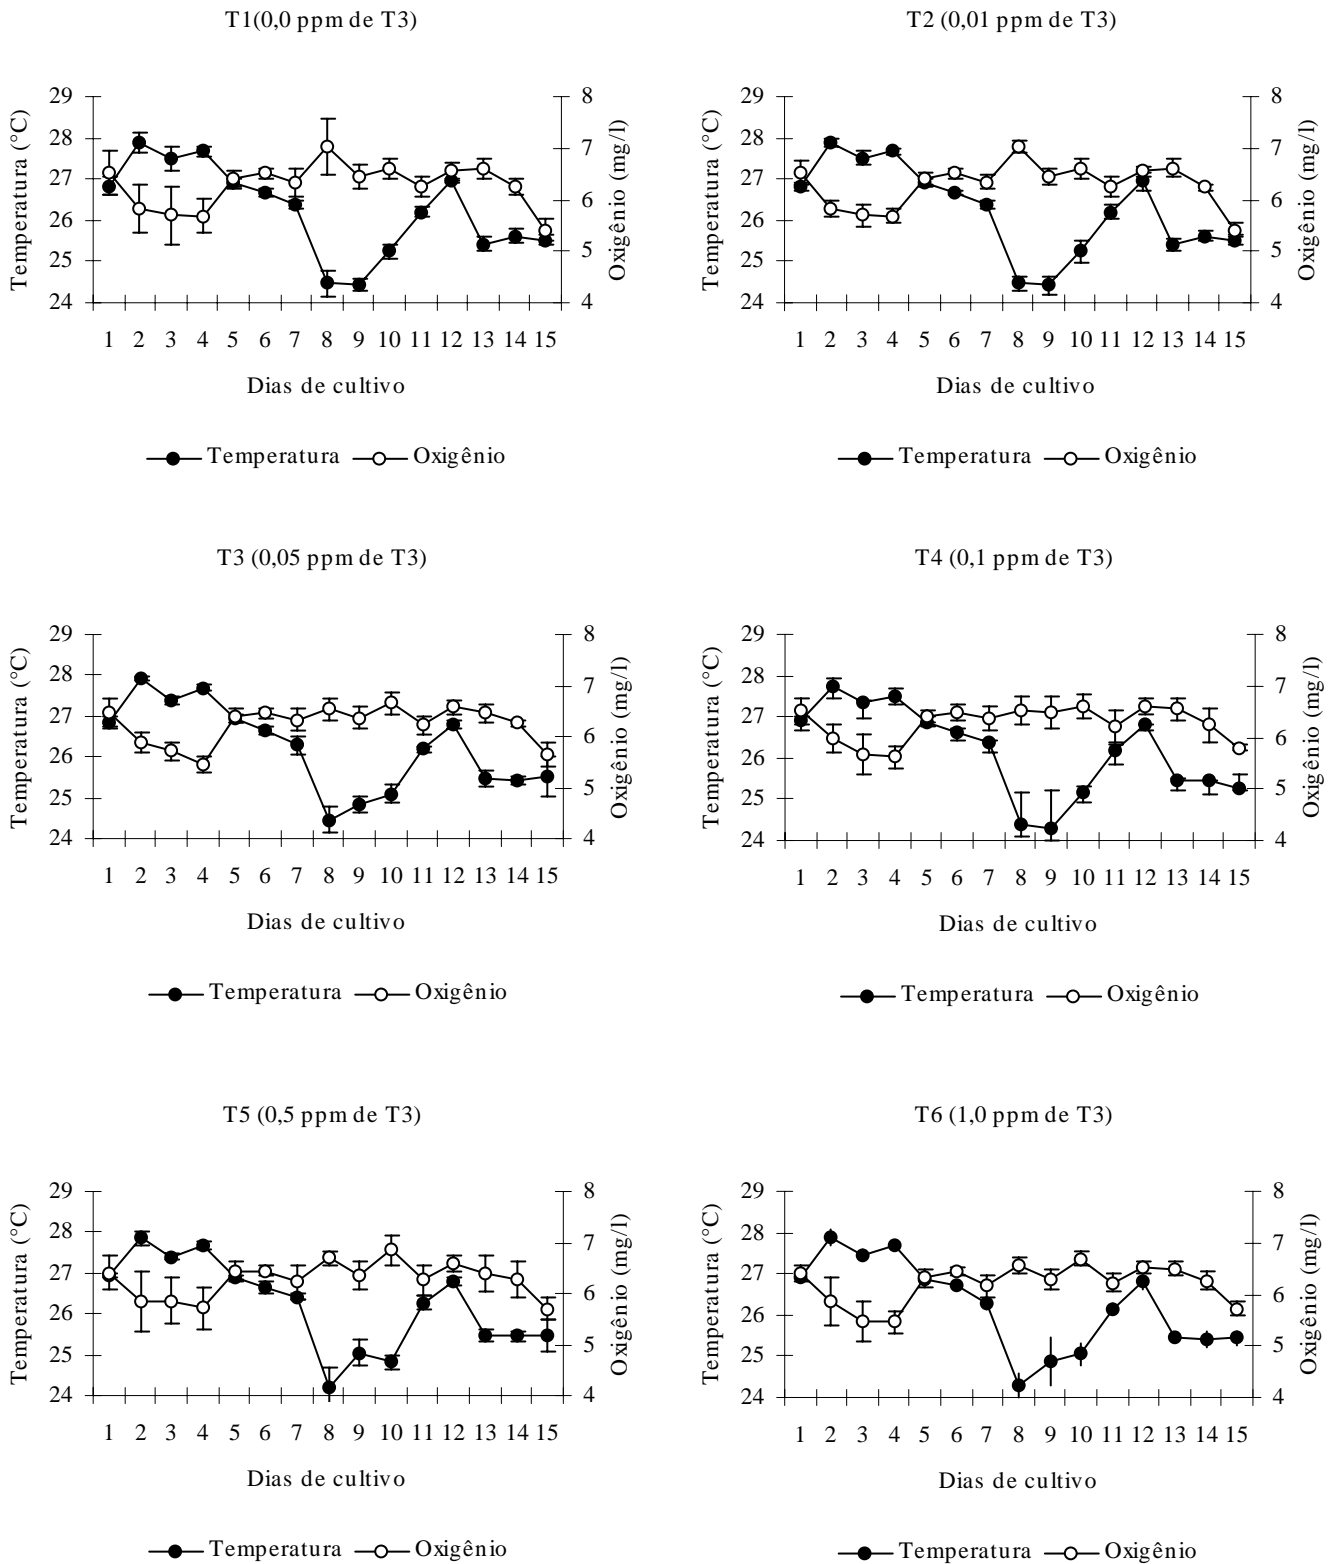 T1(0,0 ppm de T3)
29
28
27
26
25
24
Temperatura (°C)
8
7
6
5
4
Oxigênio (mg/l)
1 2 3 4 5 6 7 8 9 10 11 12 13 14 15
Dias de cultivo
Temperatura Oxigênio
T2 (0,01 ppm de T3)
29
28
27
26
25
24
Temperatura (°C)
8
7
6
5
4
Oxigênio (mg/l)
1 2 3 4 5 6 7 8 9 10 11 12 13 14 15
Dias de cultivo
Temperatura Oxigênio
T3 (0,05 ppm de T3)
29
28
27
26
25
24
Temperatura (°C)
8
7
6
5
4
Oxigênio (mg/l)
1 2 3 4 5 6 7 8 9 10 11 12 13 14 15
Dias de cultivo
Temperatura Oxigênio
T4 (0,1 ppm de T3)
29
28
27
26
25
24
Temperatura (°C)
8
7
6
5
4
Oxigênio (mg/l)
1 2 3 4 5 6 7 8 9 10 11 12 13 14 15
Dias de cultivo
Temperatura Oxigênio
T5 (0,5 ppm de T3)
29
28
27
26
25
24
Temperatura (°C)
8
7
6
5
4
Oxigênio (mg/l)
1 2 3 4 5 6 7 8 9 10 11 12 13 14 15
Dias de cultivo
Temperatura Oxigênio
T6 (1,0 ppm de T3)
29
28
27
26
25
24
Temperatura (°C)
8
7
6
5
4
Oxigênio (mg/l)
1 2 3 4 5 6 7 8 9 10 11 12 13 14 15
Dias de cultivo
Temperatura Oxigênio